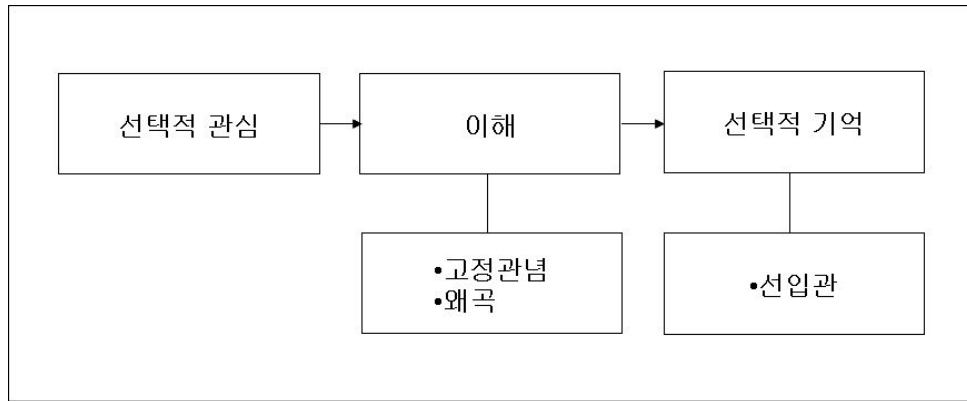 선택적 관심
이해
선택적 기억
•고정관념
•왜곡
•선입관